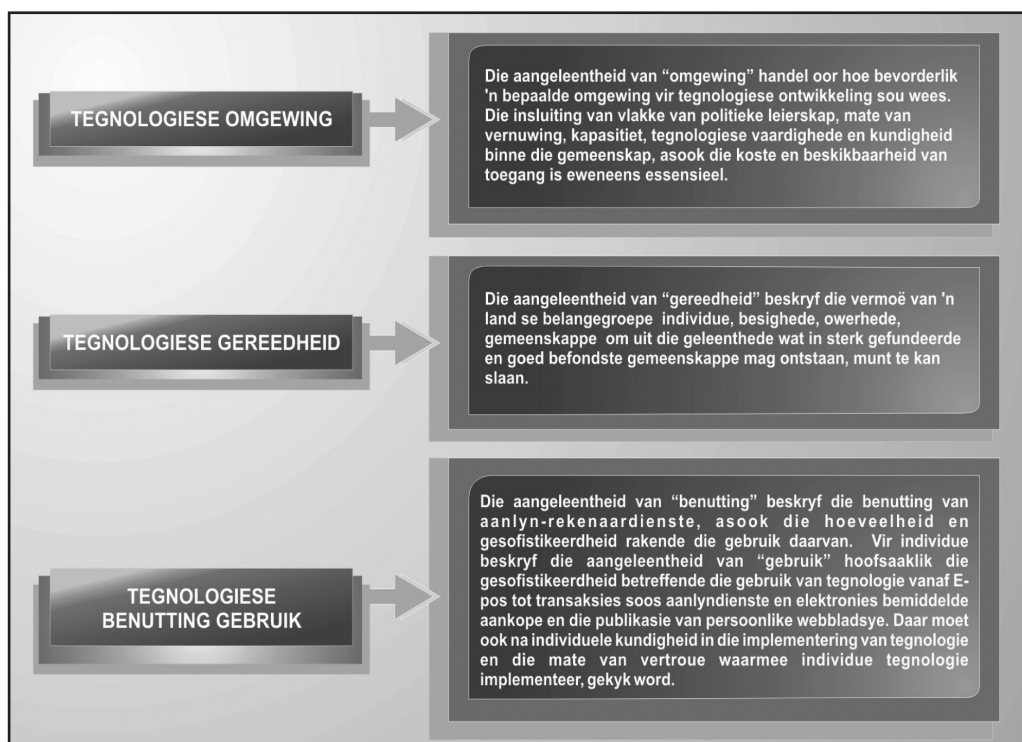 TEGNOLOGIESE OMGEWING
Die aangeleentheid van “omgewing” handel oor hoe bevorderlik
'n bepaalde omgewing vir tegnologiese ontwikkeling sou wees.
Die insluiting van vlakke van politieke leierskap, mate van
vernuwing, kapasitiet, tegnologiese vaardighede en kundigheid
binne die gemeenskap, asook die koste en beskikbaarheid van
toegang is eweneens essensieel.
TEGNOLOGIESE GEREEDHEID
Die aangeleentheid van “gereedheid” beskryf die vermoë van 'n
land se belangegroepe individue, besighede, owerhede,
gemeenskappe om uit die geleenthede wat in sterk gefundeerde
en goed befondste gemeenskappe mag ontstaan, munt te kan
slaan.
TEGNOLOGIESE
BENUTTING GEBRUIK
Die aangeleentheid van “benutting” beskryf die benutting van
aanlyn-rekenaardienste, asook die hoeveelheid en
gesofistikeerdheid rakende die gebruik daarvan. Vir individue
beskryf die aangeleentheid van “gebruik” hoofsaaklik die
gesofistikeerdheid betreffende die gebruik van tegnologie vanaf E-
pos tot transaksies soos aanlyndienste en elektronies bemiddelde
aankope en die publikasie van persoonlike webbladsye. Daar moet
ook na individuele kundigheid in die implementering van tegnologie
en die mate van vertroue waarmee individue tegnologie
implementeer, gekyk word.